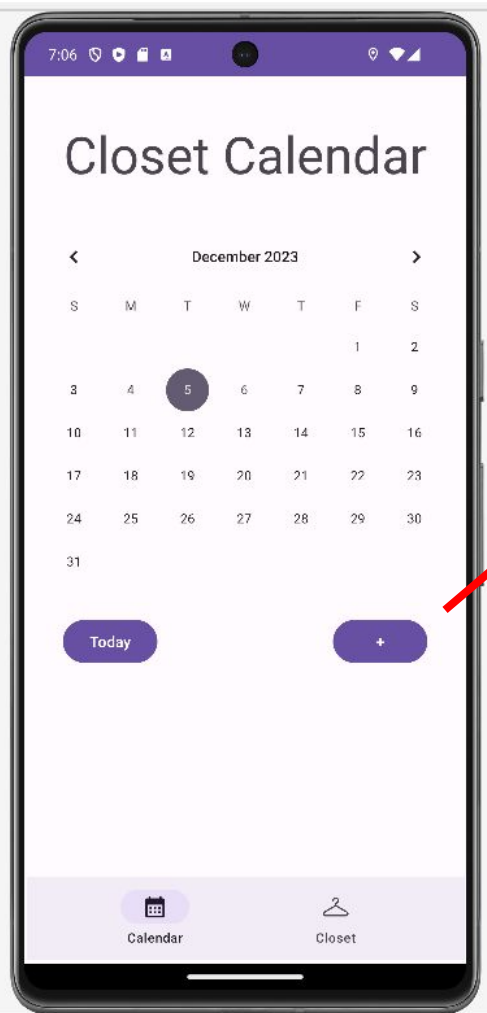 7:06
Closet Calendar
December 2023
S M T W T F S
1 2
3 4 5 6 7 8 9
10 11 12 13 14 15 16
17 18 19 20 21 22 23
24 25 26 27 28 29 30
31
Today +
Calendar Closet